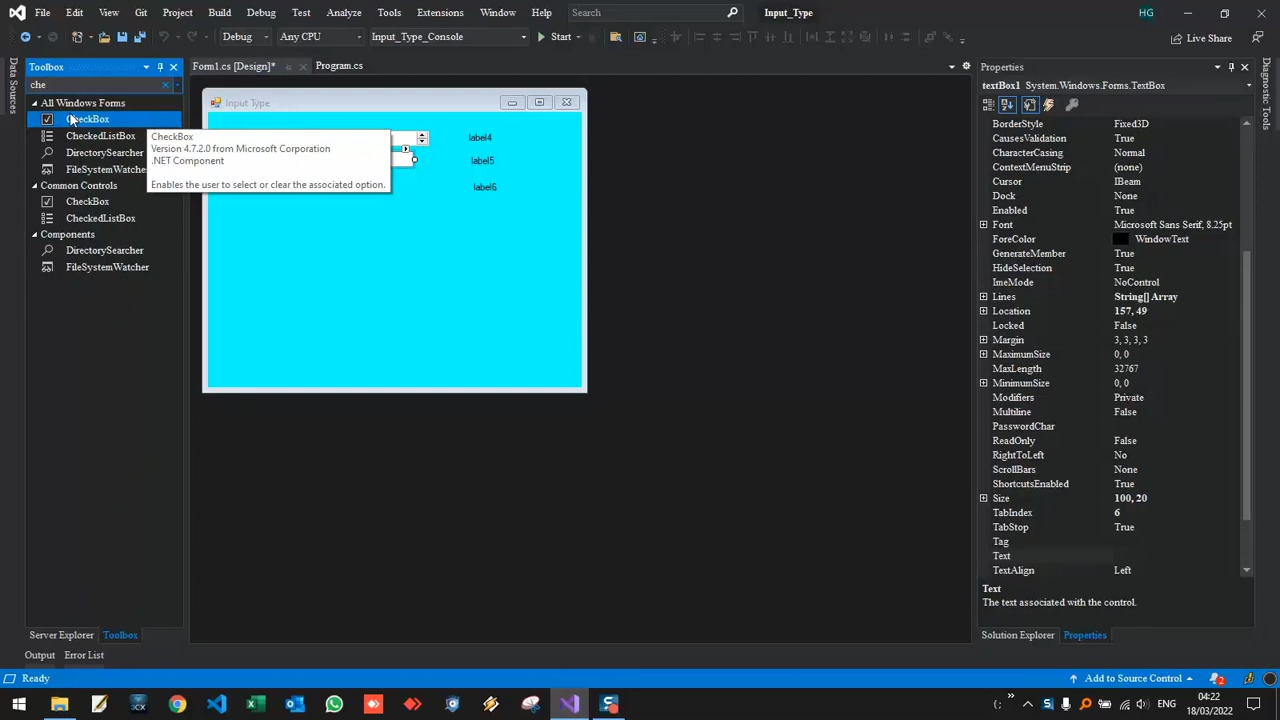 File Edit View Git Project Build Debug Test Analyze Tools Extensions Window Help Search Input_Type HG
Debug Any CPU Input_Type_Console Start Live Share
Data Sources
Toolbox
che
All Windows Forms
CheckBox
CheckedListBox
DirectorySearcher
FileSystemWatche
Common Controls
CheckBox
CheckedListBox
Components
DirectorySearcher
FileSystemWatcher
CheckBox
Version 4.7.2.0 from Microsoft Corporation
.NET Component
Enables the user to select or clear the associated option.
Form1.cs [Design]* Program.cs
Input Type
label4
label5
label6
Properties
textBox1 System.Windows.Forms.TextBox
BorderStyle Fixed3D
CausesValidation True
CharacterCasing Normal
ContextMenuStrip (none)
Cursor IBeam
Dock None
Enabled True
Font Microsoft Sans Serif, 8.25pt
ForeColor WindowText
GenerateMember True
HideSelection True
ImeMode NoControl
Lines String[] Array
Location 157, 49
Locked False
Margin 3, 3, 3, 3
MaximumSize 0, 0
MaxLength 32767
MinimumSize 0, 0
Modifiers Private
Multiline False
PasswordChar
ReadOnly False
RightToLeft No
ScrollBars None
ShortcutsEnabled True
Size 100, 20
TabIndex 6
TabStop True
Tag
Text
TextAlign Left
Text
The text associated with the control.
Diagnostic Tools
Server Explorer Toolbox
Solution Explorer Properties
Output Error List
Ready
Add to Source Control
2
3CX
ENG
04:22
18/03/2022